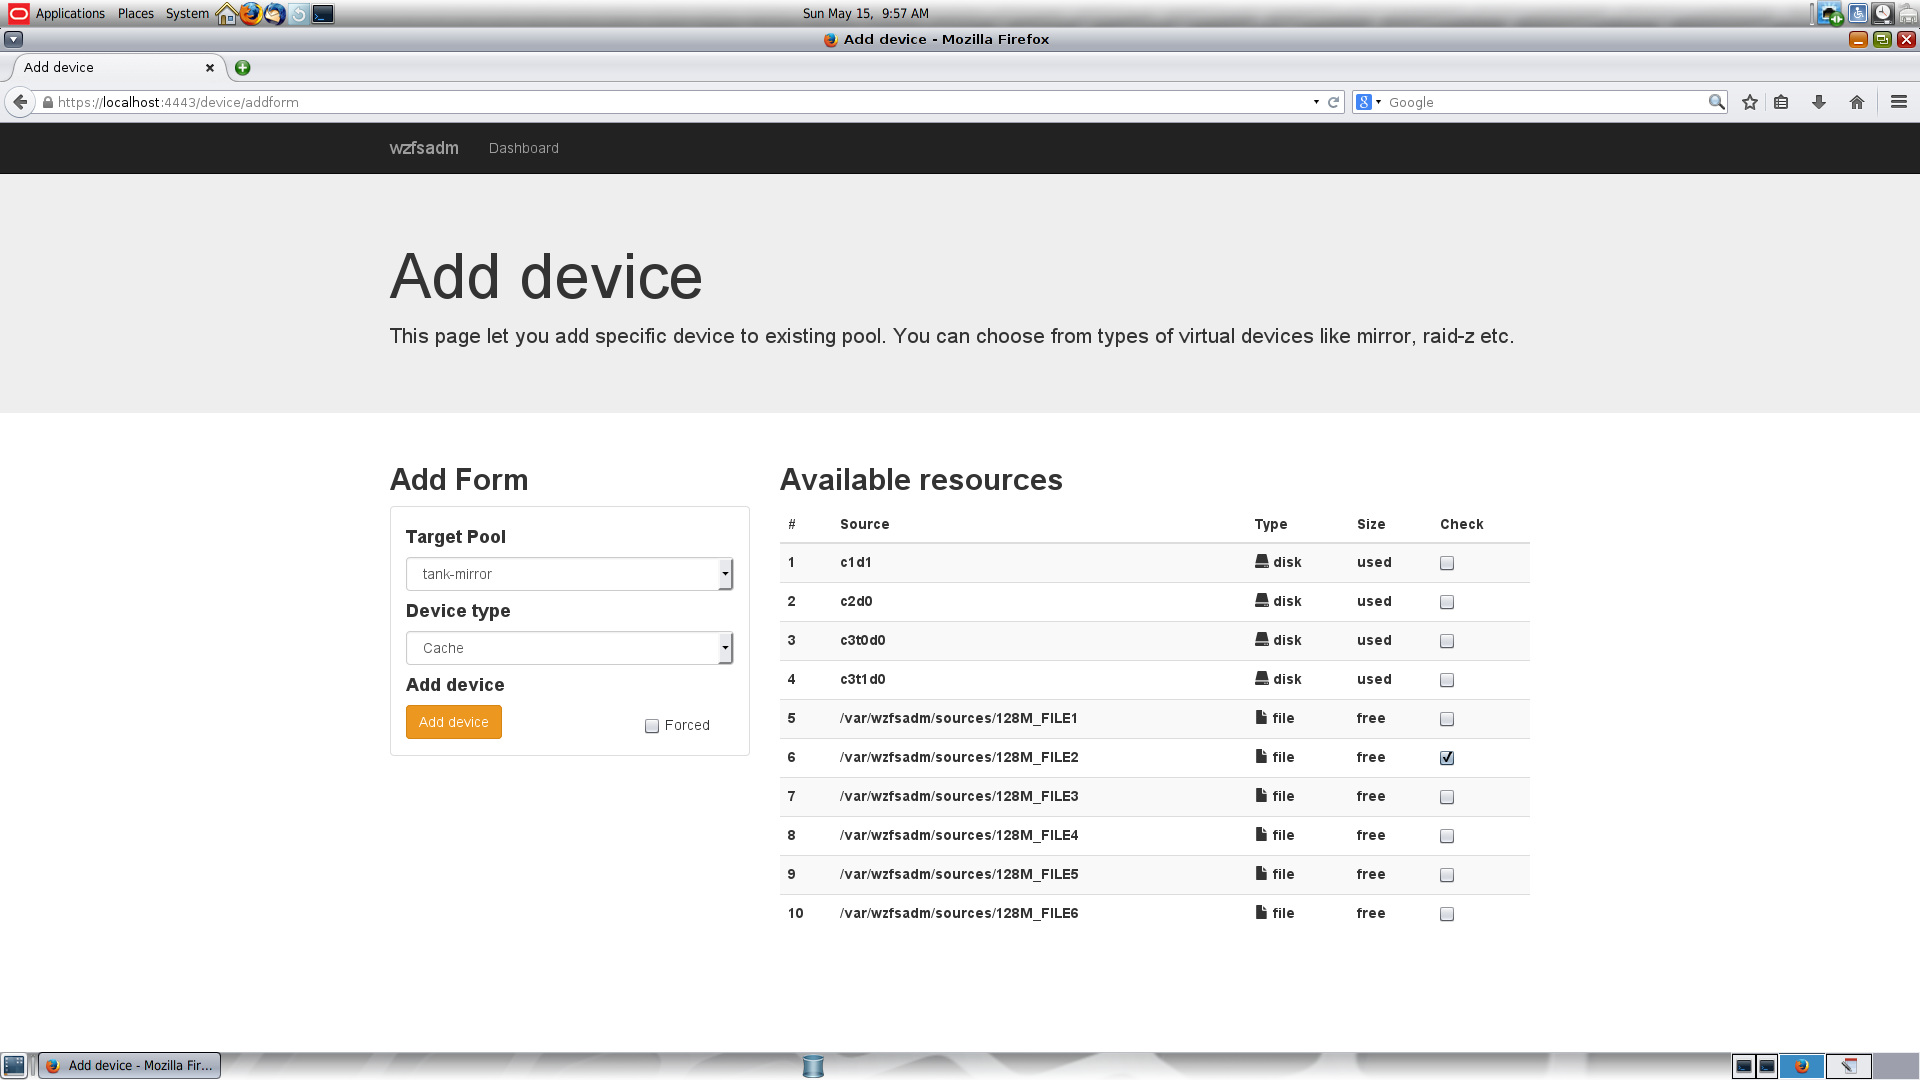 Applications Places System Sun May 15, 9:57 AM
Add device - Mozilla Firefox
Add device
https://localhost:4443/device/addform Google
wzfsadm Dashboard
Add device
This page let you add specific device to existing pool. You can choose from types of virtual devices like mirror, raid-z etc.
Add Form
Target Pool
tank-mirror
Device type
Cache
Add device
Add device Forced
Available resources
# Source Type Size Check
1 c1d1 disk used
2 c2d0 disk used
3 c3t0d0 disk used
4 c3t1d0 disk used
5 /var/wzfsadm/sources/128M_FILE1 file free
6 /var/wzfsadm/sources/128M_FILE2 file free
7 /var/wzfsadm/sources/128M_FILE3 file free
8 /var/wzfsadm/sources/128M_FILE4 file free
9 /var/wzfsadm/sources/128M_FILE5 file free
10 /var/wzfsadm/sources/128M_FILE6 file free
Add device - Mozilla Fir...